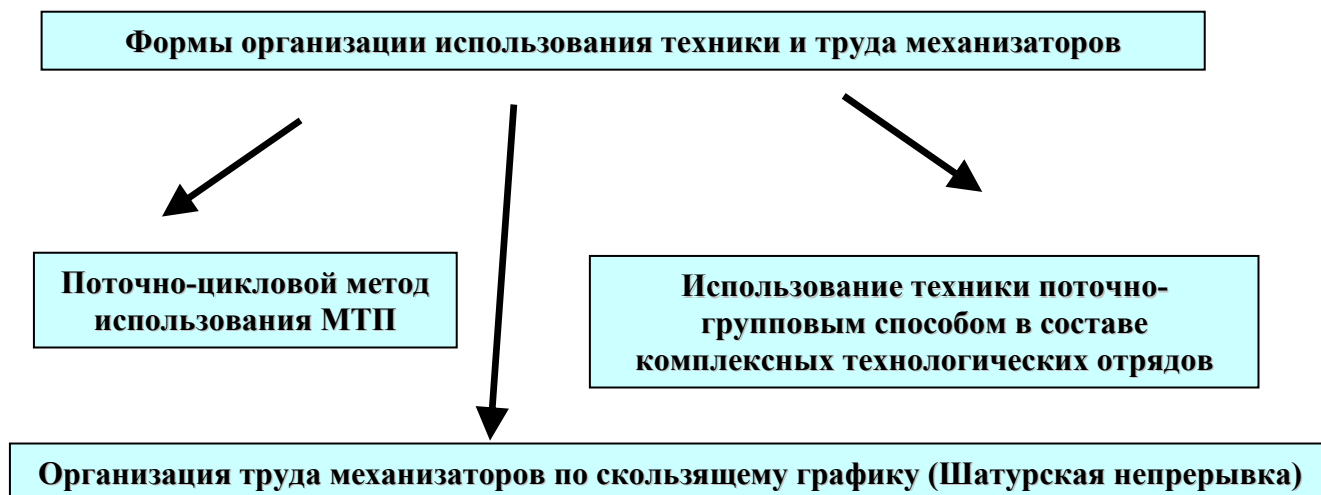 Формы организации использования техники и труда механизаторов
Поточно-цикловой метод
использования МТП
Использование техники поточно-
групповым способом в составе
комплексных технологических отрядов
Организация труда механизаторов по скользящему графику (Шатурская непрерывка)